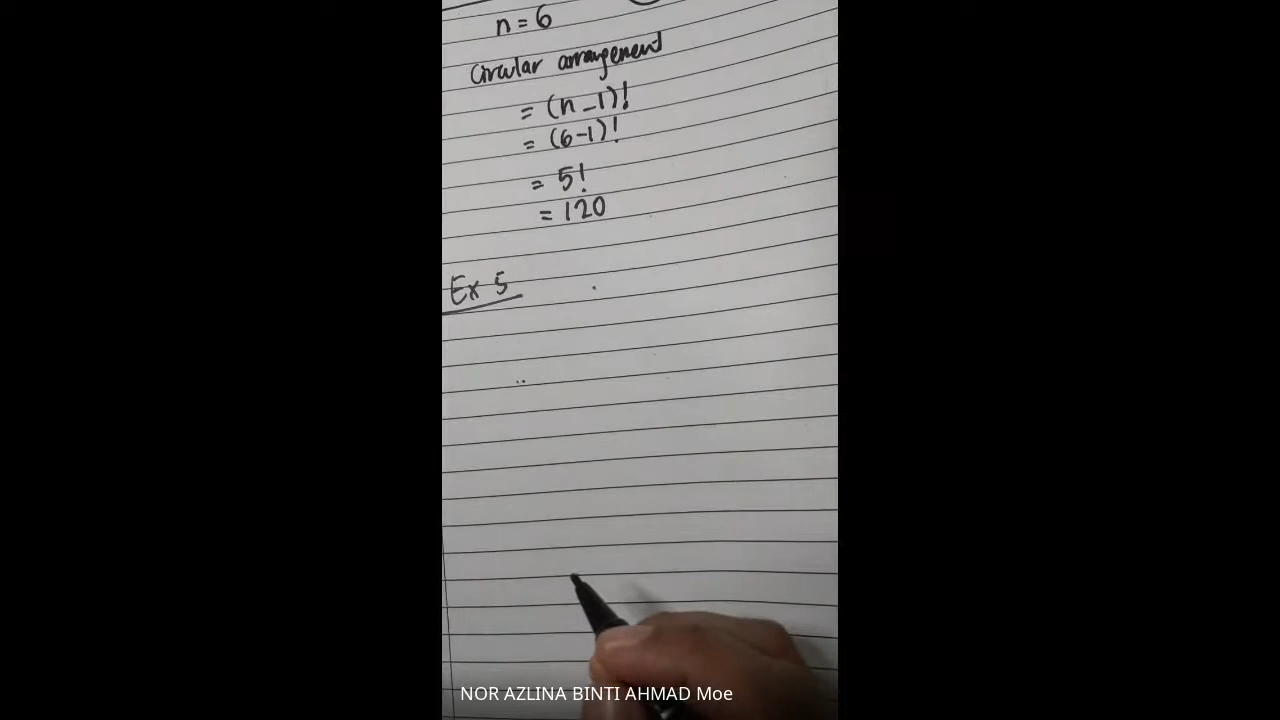 n = 6
Circular arrangement
= (n - 1)!
= (6-1)!
= 5!
= 120
Ex 5
NOR AZLINA BINTI AHMAD Moe